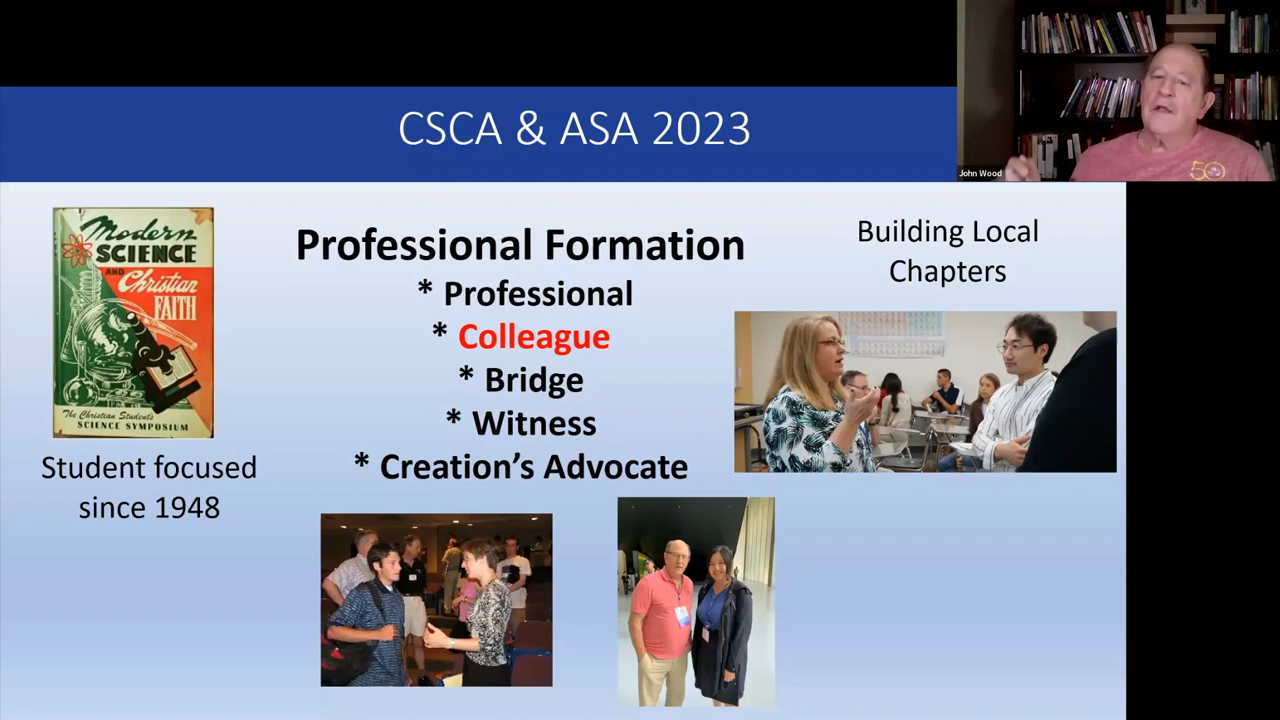 CSCA & ASA 2023
John Wood
50
Modern
SCIENCE
AND Christian
FAITH
The Christian Students
SCIENCE SYMPOSIUM
Student focused
since 1948
Professional Formation
* Professional
* Colleague
* Bridge
* Witness
* Creation's Advocate
Building Local
Chapters